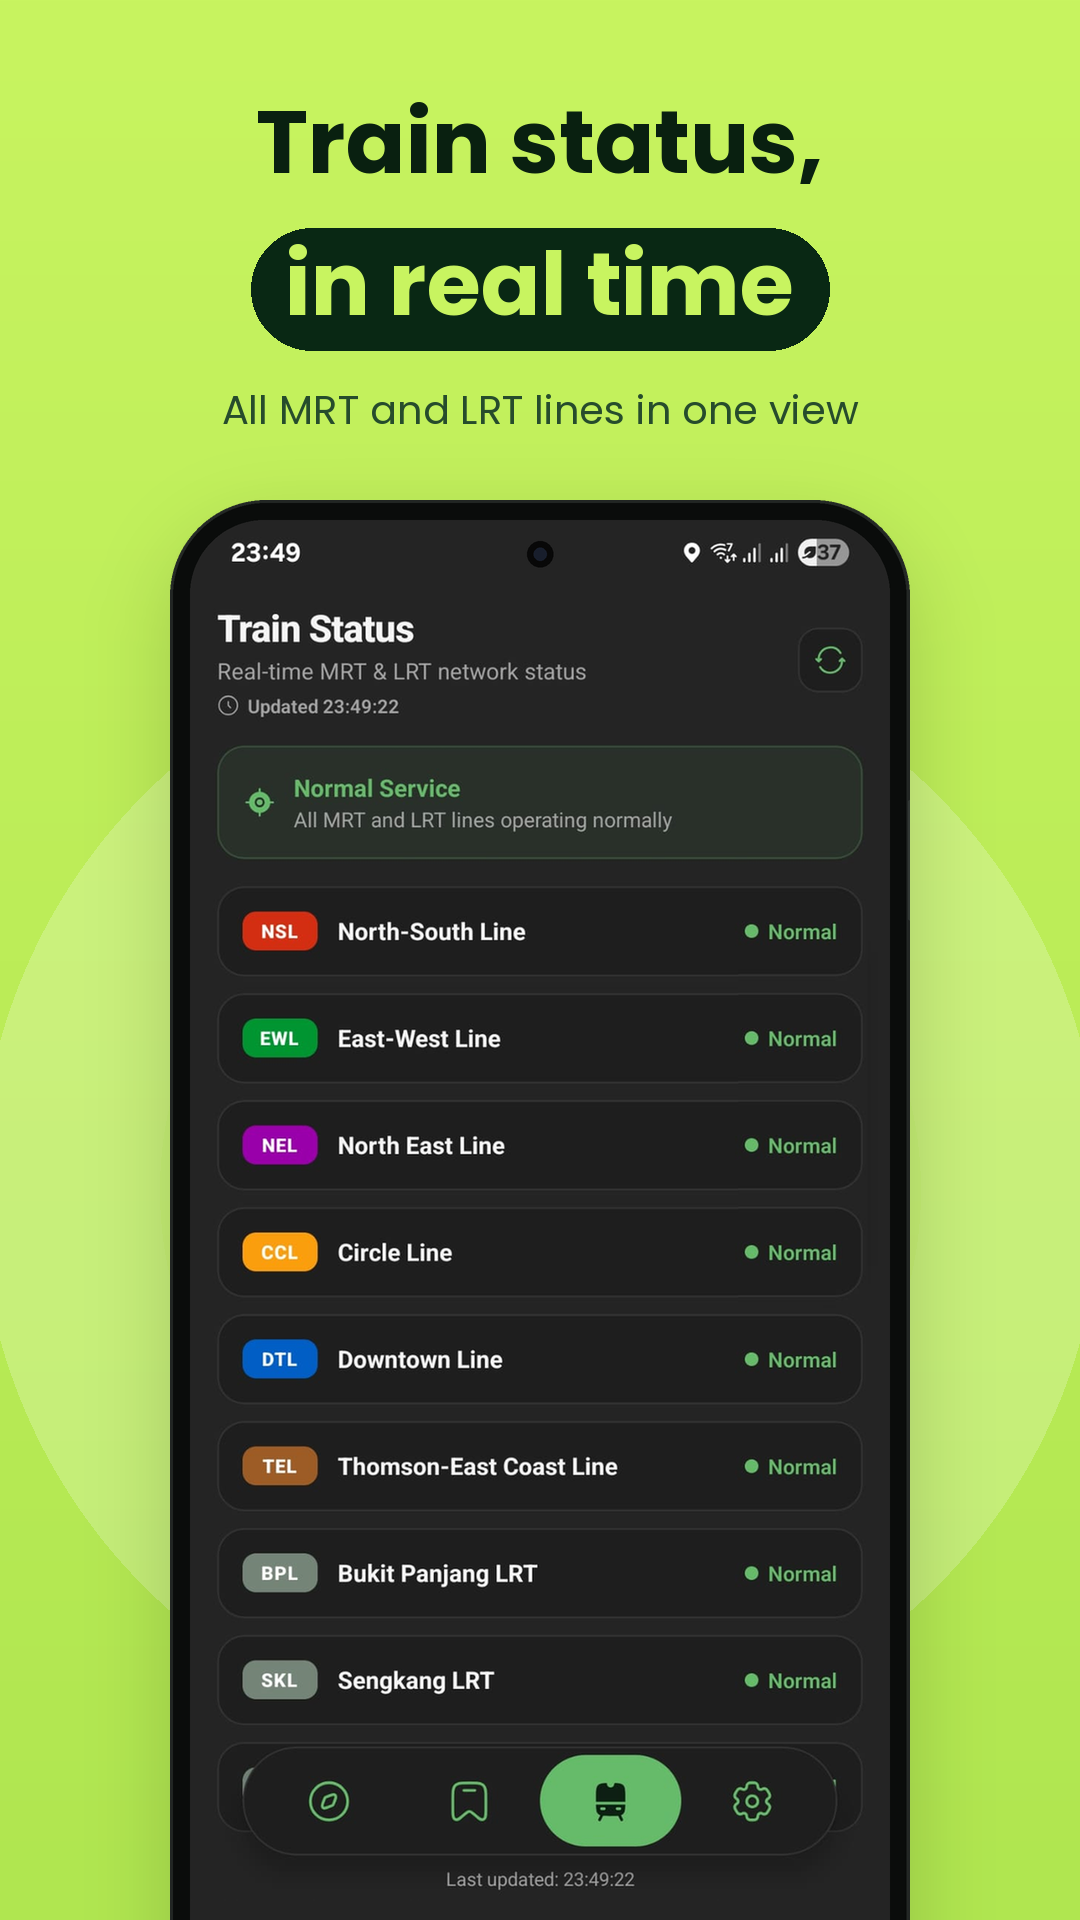 Train status,
in real time
All MRT and LRT lines in one view
23:49
37
Train Status
Real-time MRT & LRT network status
Updated 23:49:22
Normal Service
All MRT and LRT lines operating normally
NSL North-South Line Normal
EWL East-West Line Normal
NEL North East Line Normal
CCL Circle Line Normal
DTL Downtown Line Normal
TEL Thomson-East Coast Line Normal
BPL Bukit Panjang LRT Normal
SKL Sengkang LRT Normal
Last updated: 23:49:22